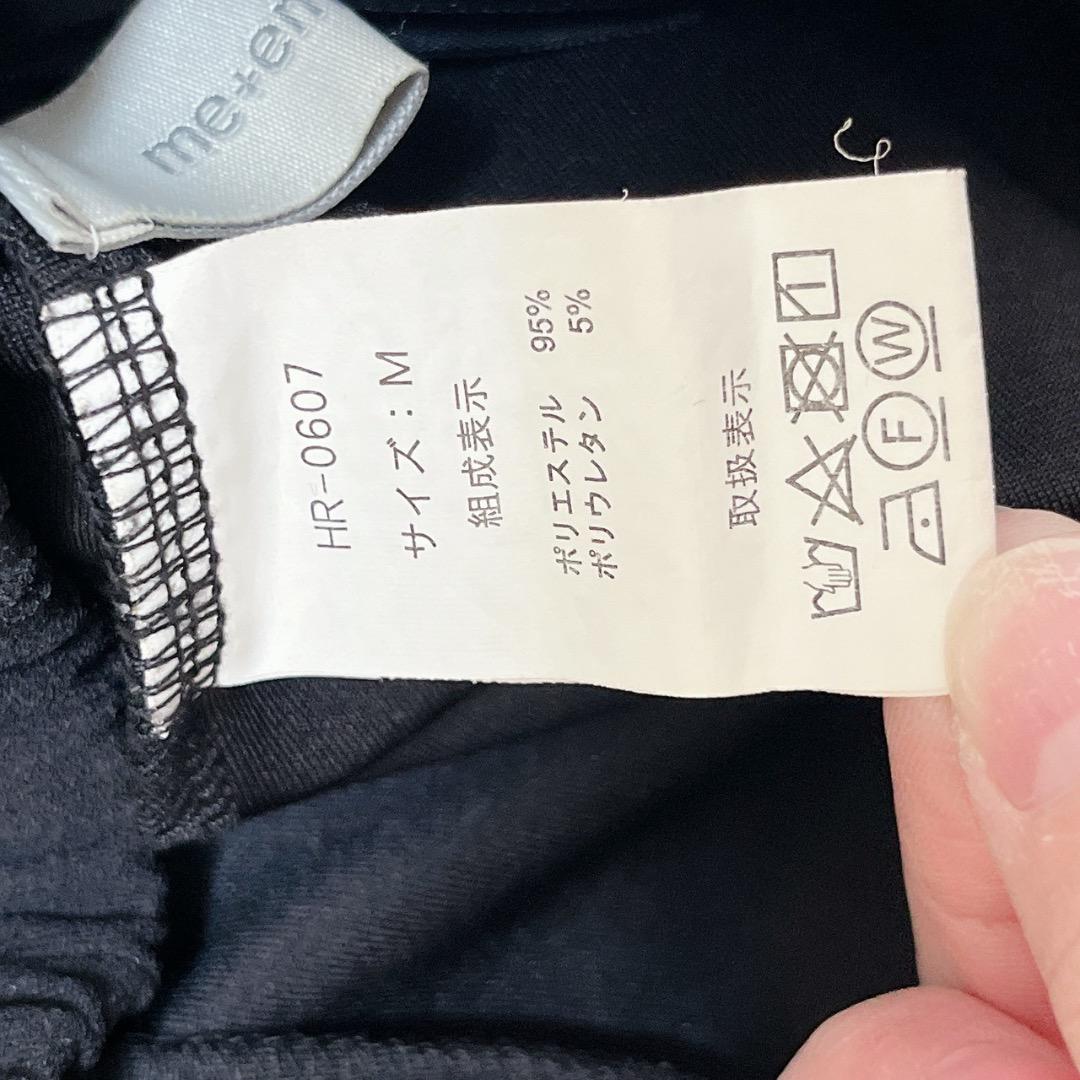 me+en
HR-0607
サイズ：M
組成表示
ポリエステル 95%
ポリウレタン 5%
取扱表示
W
F